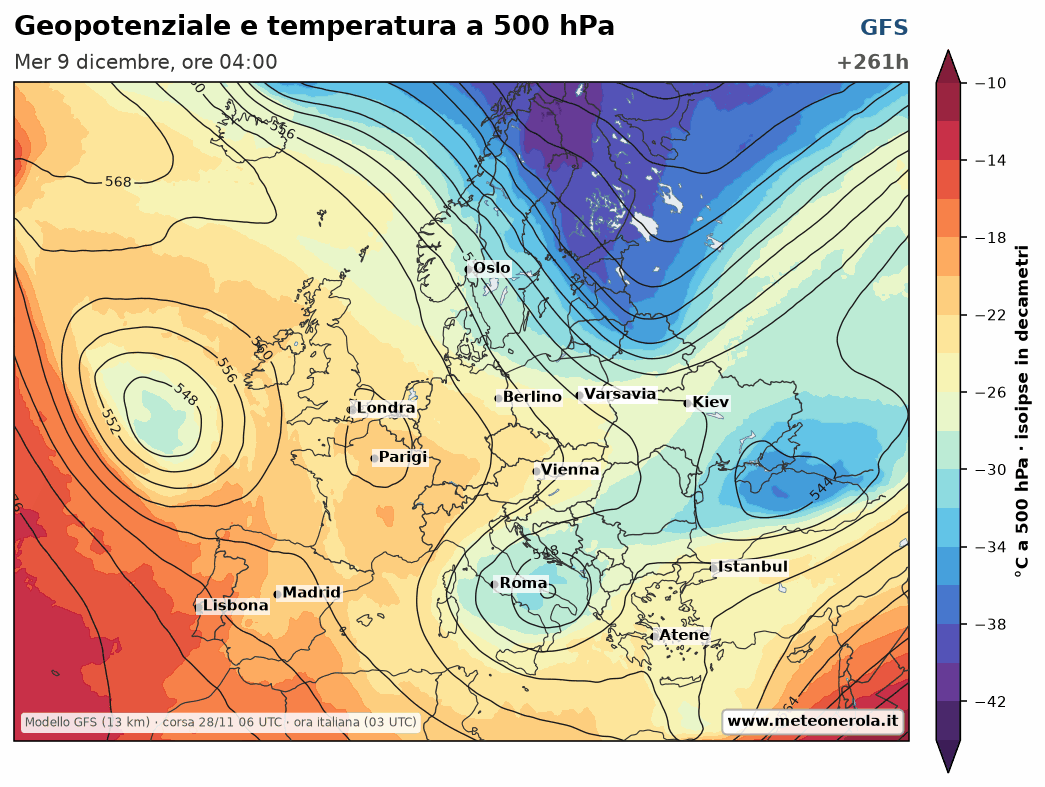 Geopotenziale e temperatura a 500 hPa
GFS
Mer 9 dicembre, ore 04:00
+261h
556
568
Oslo
560
556
548
552
Londra
Parigi
Berlino
Varsavia
Kiev
Vienna
544
548
Roma
Istanbul
Madrid
Lisbona
Atene
Modello GFS (13 km) · corsa 28/11 06 UTC · ora italiana (03 UTC)
www.meteonerola.it
−10
−14
−18
−22
−26
−30
−34
−38
−42
°C a 500 hPa · isoipse in decametri